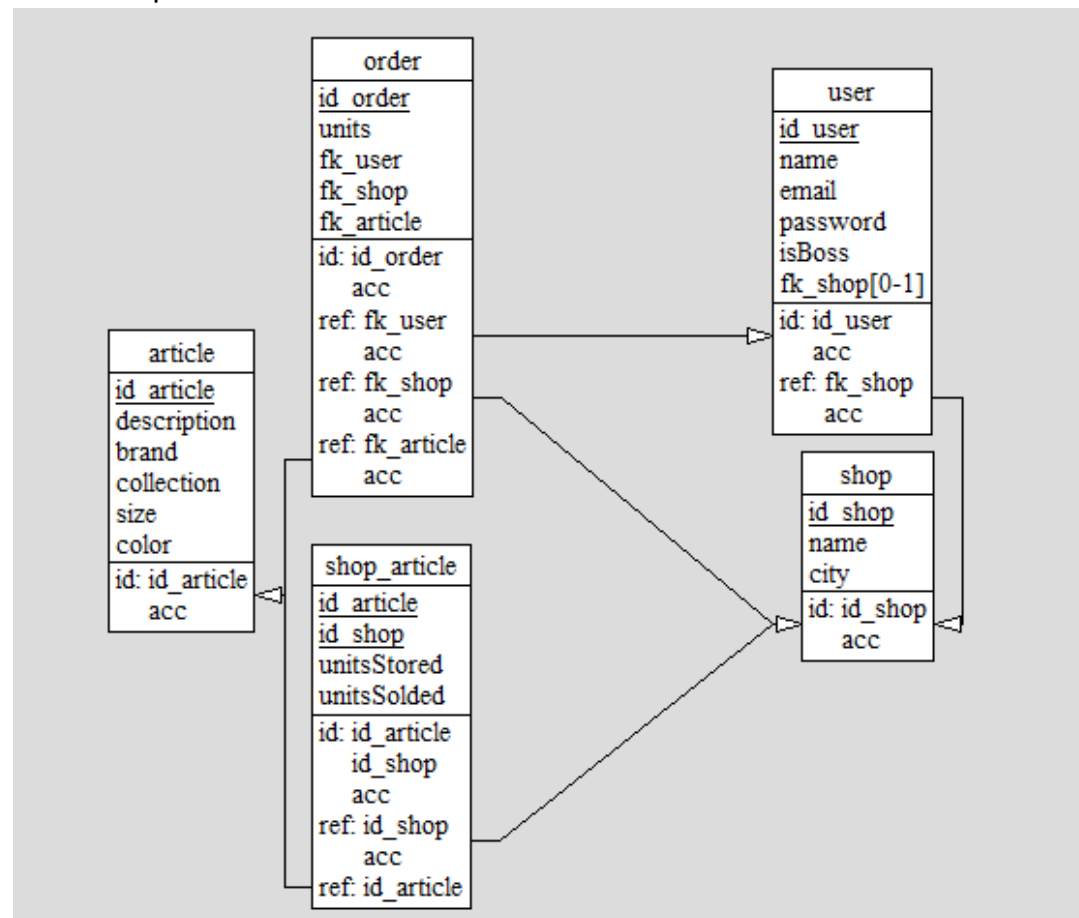 order
id_order
units
fk_user
fk_shop
fk_article
id: id_order
acc
ref: fk_user
acc
ref: fk_shop
acc
ref: fk_article
acc
user
id_user
name
email
password
isBoss
fk_shop[0-1]
id: id_user
acc
ref: fk_shop
acc
article
id_article
description
brand
collection
size
color
id: id_article
acc
shop_article
id_article
id_shop
unitsStored
unitsSolded
id: id_article
id_shop
acc
ref: id_shop
acc
ref: id_article
shop
id_shop
name
city
id: id_shop
acc